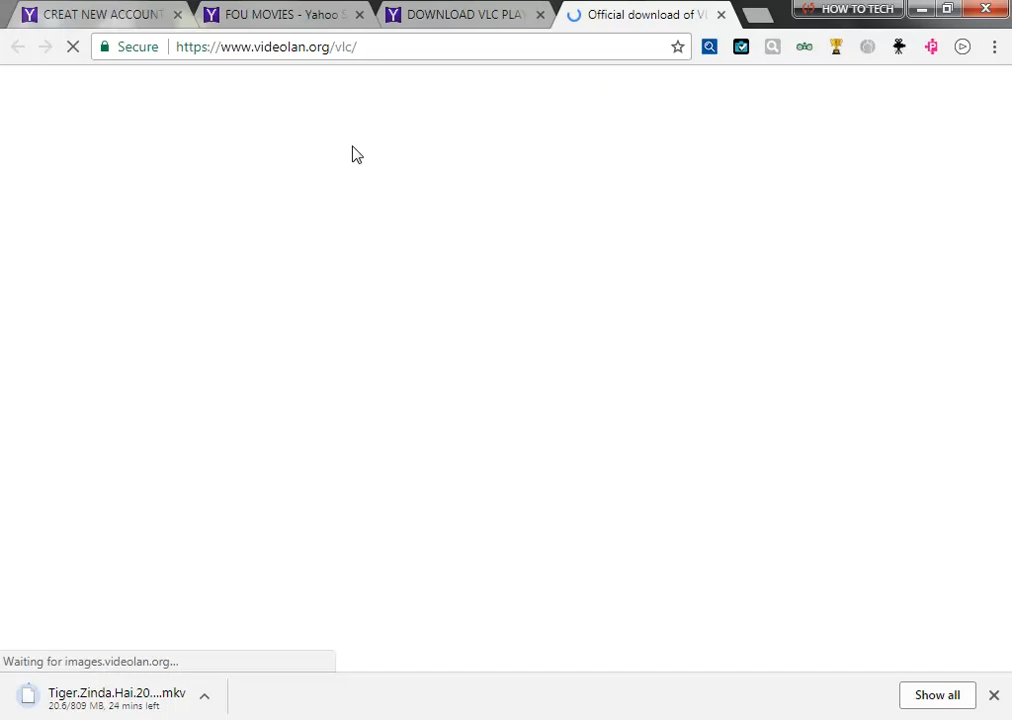 CREAT NEW ACCOUNT
FOU MOVIES - Yahoo S
DOWNLOAD VLC PLAY
Official download of VL
HOW TO TECH
Secure
https://www.videolan.org/vlc/
Waiting for images.videolan.org...
Tiger.Zinda.Hai.20....mkv
20.6/809 MB, 24 mins left
Show all